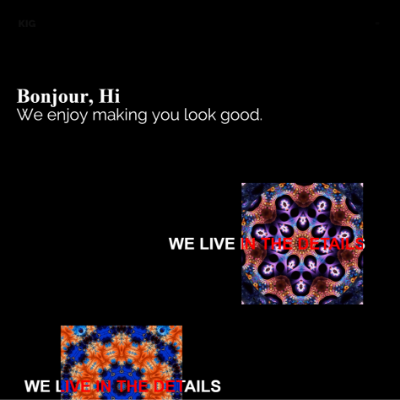 KIG
Bonjour, Hi
We enjoy making you look good.
WE LIVE IN THE DETAILS
WE LIVE IN THE DETAILS